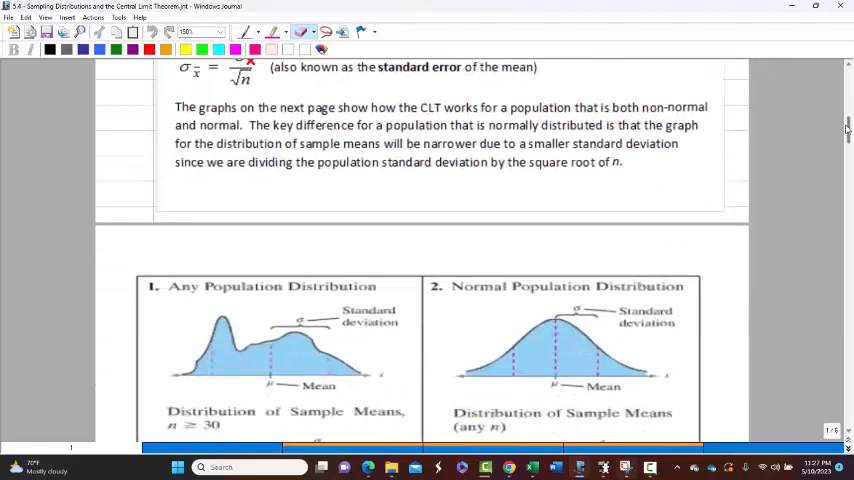 5.4 - Sampling Distributions and the Central Limit Theorem.jnt - Windows Journal
File Edit View Insert Actions Tools Help
150%
B I
σ x̄ = σ x / √n (also known as the standard error of the mean)
The graphs on the next page show how the CLT works for a population that is both non-normal
and normal. The key difference for a population that is normally distributed is that the graph
for the distribution of sample means will be narrower due to a smaller standard deviation
since we are dividing the population standard deviation by the square root of n.
1. Any Population Distribution
σ Standard
deviation
x
μ Mean
Distribution of Sample Means,
n ≥ 30
σ
2. Normal Population Distribution
σ Standard
deviation
x
μ Mean
Distribution of Sample Means
(any n)
σ
1 / 6
1
70°F
Mostly cloudy
Search
11:27 PM
5/10/2023